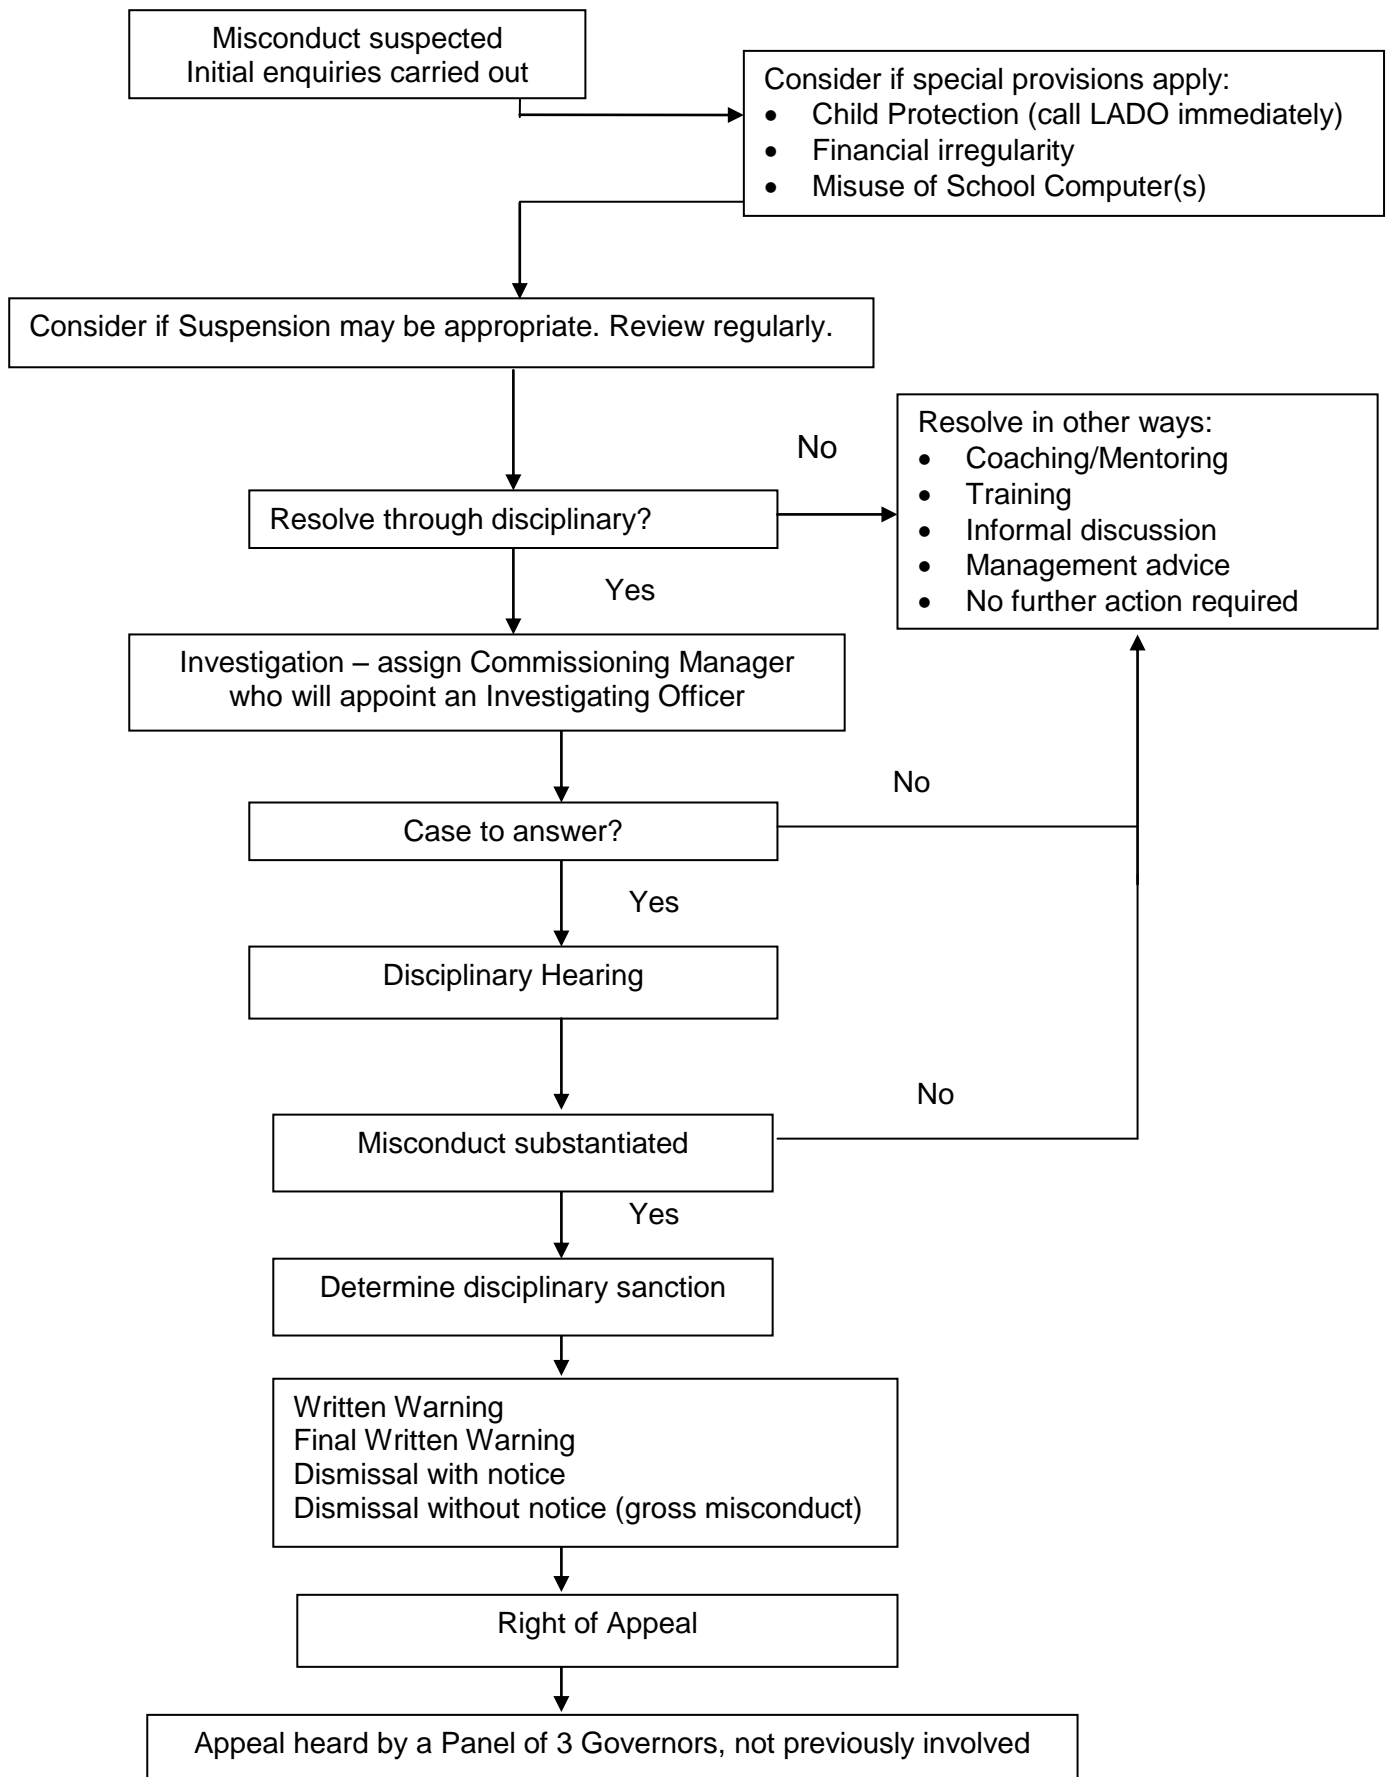 Misconduct suspected
Initial enquiries carried out
Consider if special provisions apply:
• Child Protection (call LADO immediately)
• Financial irregularity
• Misuse of School Computer(s)
Consider if Suspension may be appropriate. Review regularly.
Resolve through disciplinary?
No
Resolve in other ways:
• Coaching/Mentoring
• Training
• Informal discussion
• Management advice
• No further action required
Yes
Investigation – assign Commissioning Manager
who will appoint an Investigating Officer
Case to answer?
No
Yes
Disciplinary Hearing
Misconduct substantiated
No
Yes
Determine disciplinary sanction
Written Warning
Final Written Warning
Dismissal with notice
Dismissal without notice (gross misconduct)
Right of Appeal
Appeal heard by a Panel of 3 Governors, not previously involved